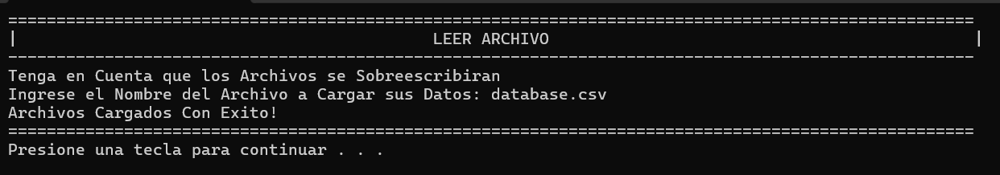 ====================================================================================================
| LEER ARCHIVO |
----------------------------------------------------------------------------------------------------
Tenga en Cuenta que los Archivos se Sobreescribiran
Ingrese el Nombre del Archivo a Cargar sus Datos: database.csv
Archivos Cargados Con Exito!
====================================================================================================
Presione una tecla para continuar . . .